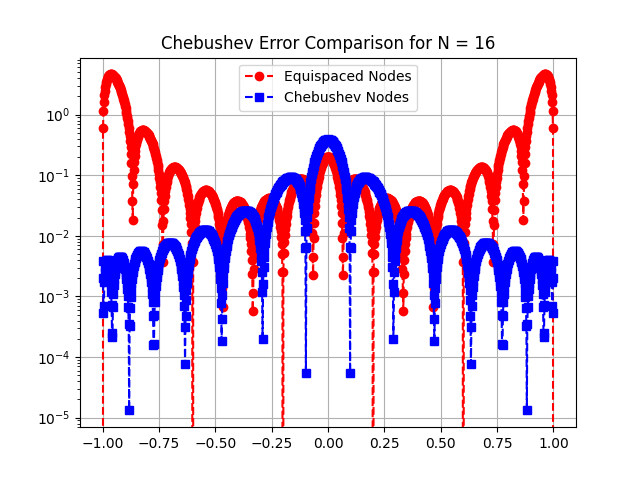 Chebushev Error Comparison for N = 16
Equispaced Nodes
Chebushev Nodes
10⁰
10⁻¹
10⁻²
10⁻³
10⁻⁴
10⁻⁵
−1.00 −0.75 −0.50 −0.25 0.00 0.25 0.50 0.75 1.00